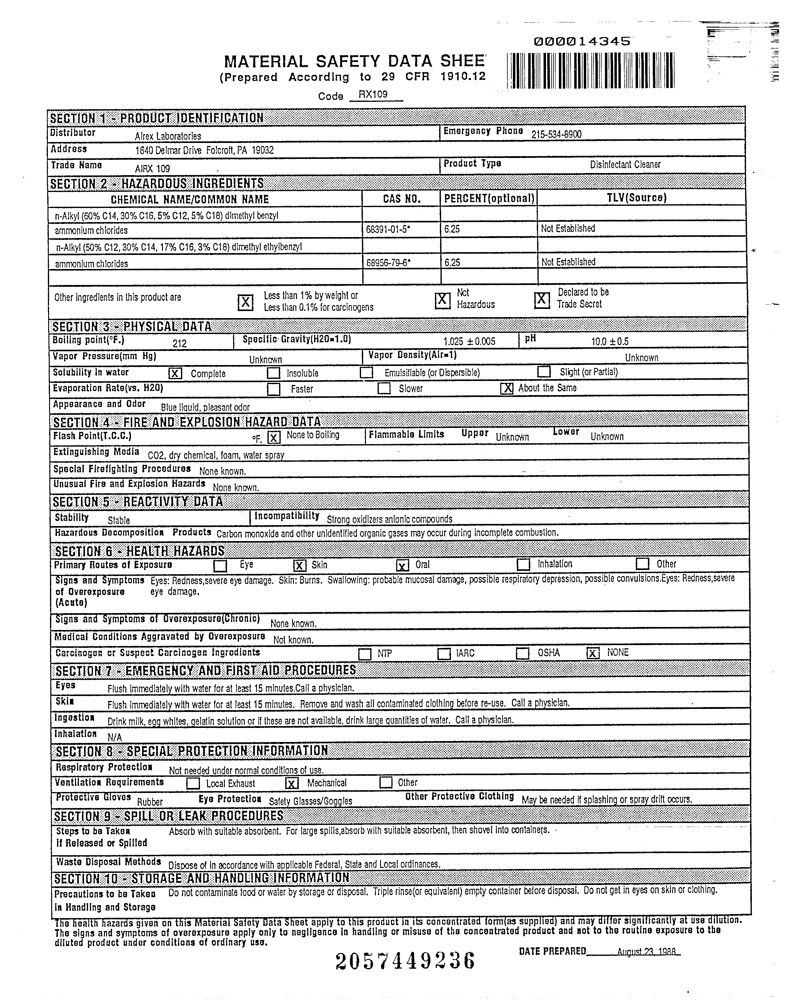 000014345
MATERIAL SAFETY DATA SHEE
(Prepared According to 29 CFR 1910.12
Code RX109
SECTION 1 - PRODUCT IDENTIFICATION
Distributor Airex Laboratories Emergency Phone 215-534-8900
Address 1640 Delmar Drive Folcroft, PA 19032
Trade Name AIRX 109 Product Type Disinfectant Cleaner
SECTION 2 - HAZARDOUS INGREDIENTS
CHEMICAL NAME/COMMON NAME CAS NO. PERCENT(optional) TLV(Source)
n-Alkyl (60% C14, 30% C16, 5% C12, 5% C18) dimethyl benzyl
ammonium chlorides 68391-01-5* 6.25 Not Established
n-Alkyl (50% C12, 30% C14, 17% C16, 3% C18) dimethyl ethylbenzyl
ammonium chlorides 68956-79-6* 6.25 Not Established
Other ingredients in this product are X Less than 1% by weight or X Not X Declared to be
Less than 0.1% for carcinogens Hazardous Trade Secret
SECTION 3 - PHYSICAL DATA
Boiling point(°F.) 212 Specific Gravity(H2O=1.0) 1.025 ± 0.005 pH 10.0 ± 0.5
Vapor Pressure(mm Hg) Unknown Vapor Density(Air=1) Unknown
Solubility in water X Complete Insoluble Emulsifiable (or Dispersible) Slight (or Partial)
Evaporation Rate(vs. H2O) Faster Slower X About the Same
Appearance and Odor Blue liquid, pleasant odor
SECTION 4 - FIRE AND EXPLOSION HAZARD DATA
Flash Point(T.C.C.) °F. X None to Boiling Flammable Limits Upper Unknown Lower Unknown
Extinguishing Media CO2, dry chemical, foam, water spray
Special Firefighting Procedures None known.
Unusual Fire and Explosion Hazards None known.
SECTION 5 - REACTIVITY DATA
Stability Stable Incompatibility Strong oxidizers anionic compounds
Hazardous Decomposition Products Carbon monoxide and other unidentified organic gases may occur during incomplete combustion.
SECTION 6 - HEALTH HAZARDS
Primary Routes of Exposure Eye X Skin X Oral Inhalation Other
Signs and Symptoms Eyes: Redness,severe eye damage. Skin: Burns. Swallowing: probable mucosal damage, possible respiratory depression, possible convulsions.Eyes: Redness,severe
of Overexposure eye damage.
(Acute)
Signs and Symptoms of Overexposure(Chronic) None known.
Medical Conditions Aggravated by Overexposure Not known.
Carcinogen or Suspect Carcinogen Ingredients NTP IARC OSHA X NONE
SECTION 7 - EMERGENCY AND FIRST AID PROCEDURES
Eyes Flush immediately with water for at least 15 minutes.Call a physician.
Skin Flush immediately with water for at least 15 minutes. Remove and wash all contaminated clothing before re-use. Call a physician.
Ingestion Drink milk, egg whites, gelatin solution or if these are not available, drink large quantities of water. Call a physician.
Inhalation N/A
SECTION 8 - SPECIAL PROTECTION INFORMATION
Respiratory Protection Not needed under normal conditions of use.
Ventilation Requirements Local Exhaust X Mechanical Other
Protective Gloves Rubber Eye Protection Safety Glasses/Goggles Other Protective Clothing May be needed if splashing or spray drift occurs.
SECTION 9 - SPILL OR LEAK PROCEDURES
Steps to be Taken Absorb with suitable absorbent. For large spills,absorb with suitable absorbent, then shovel into containers.
If Released or Spilled
Waste Disposal Methods Dispose of in accordance with applicable Federal, State and Local ordinances.
SECTION 10 - STORAGE AND HANDLING INFORMATION
Precautions to be Taken Do not contaminate food or water by storage or disposal. Triple rinse(or equivalent) empty container before disposal. Do not get in eyes on skin or clothing.
in Handling and Storage
The health hazards given on this Material Safety Data Sheet apply to this product in its concentrated form(as supplied) and may differ significantly at use dilution.
The signs and symptoms of overexposure apply only to negligence in handling or misuse of the concentrated product and not to the routine exposure to the
diluted product under conditions of ordinary use.
DATE PREPARED August 23, 1988
2057449236